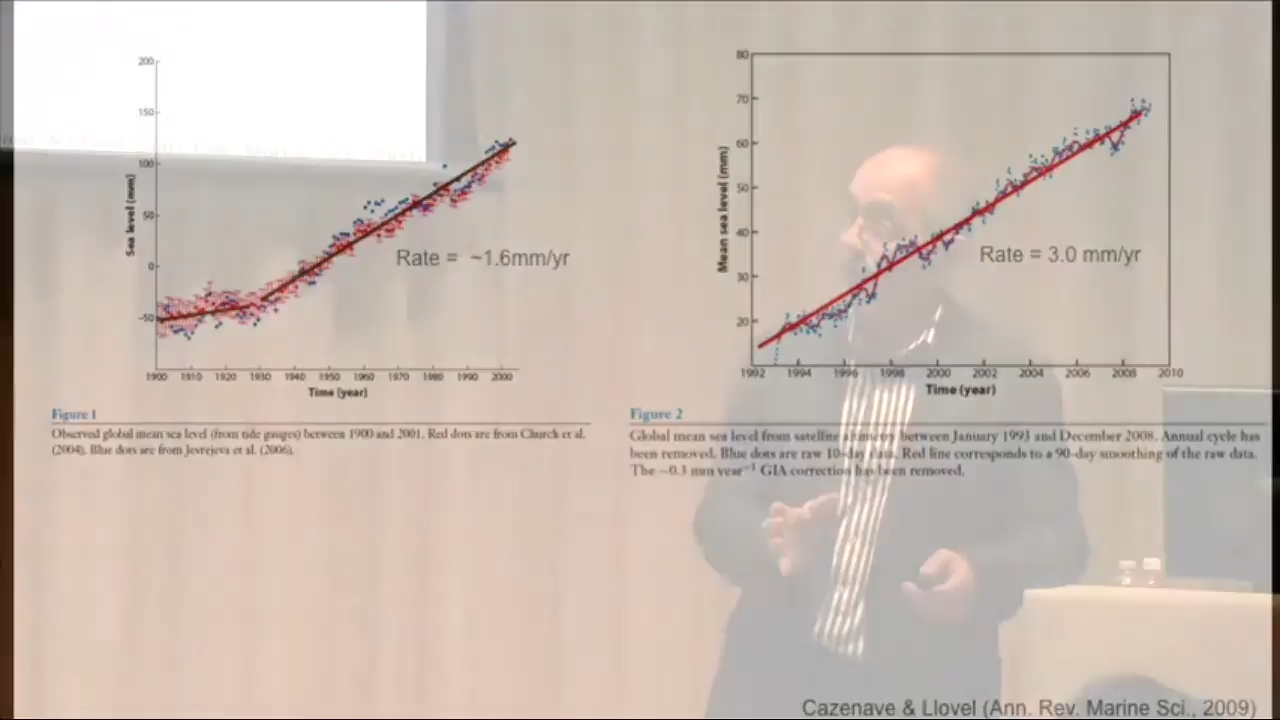 200
150
100
50
0
-50
Sea level (mm)
Rate = ~1.6mm/yr
1900 1910 1920 1930 1940 1950 1960 1970 1980 1990 2000
Time (year)
Figure 1
Observed global mean sea level (from tide gauges) between 1900 and 2001. Red dots are from Church et al.
(2004). Blue dots are from Jevrejeva et al. (2006).
80
70
60
50
40
30
20
Mean sea level (mm)
Rate = 3.0 mm/yr
1992 1994 1996 1998 2000 2002 2004 2006 2008 2010
Time (year)
Figure 2
Global mean sea level from satellite altimetry between January 1993 and December 2008. Annual cycle has
been removed. Blue dots are raw 10-day data. Red line corresponds to a 90-day smoothing of the raw data.
The −0.3 mm year⁻¹ GIA correction has been removed.
Cazenave & Llovel (Ann. Rev. Marine Sci., 2009)